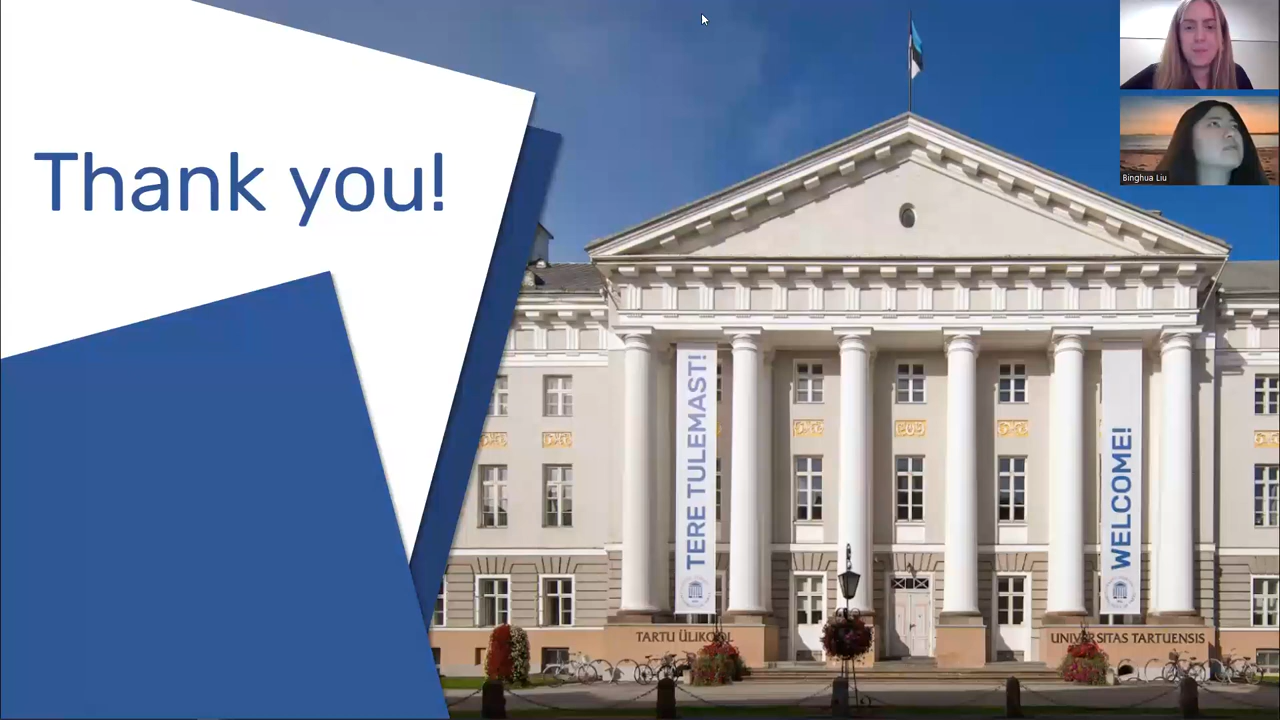 Thank you!
Binghua Liu
TERE TULEMAST!
WELCOME!
TARTU ÜLIKOOL
UNIVERSITAS TARTUENSIS